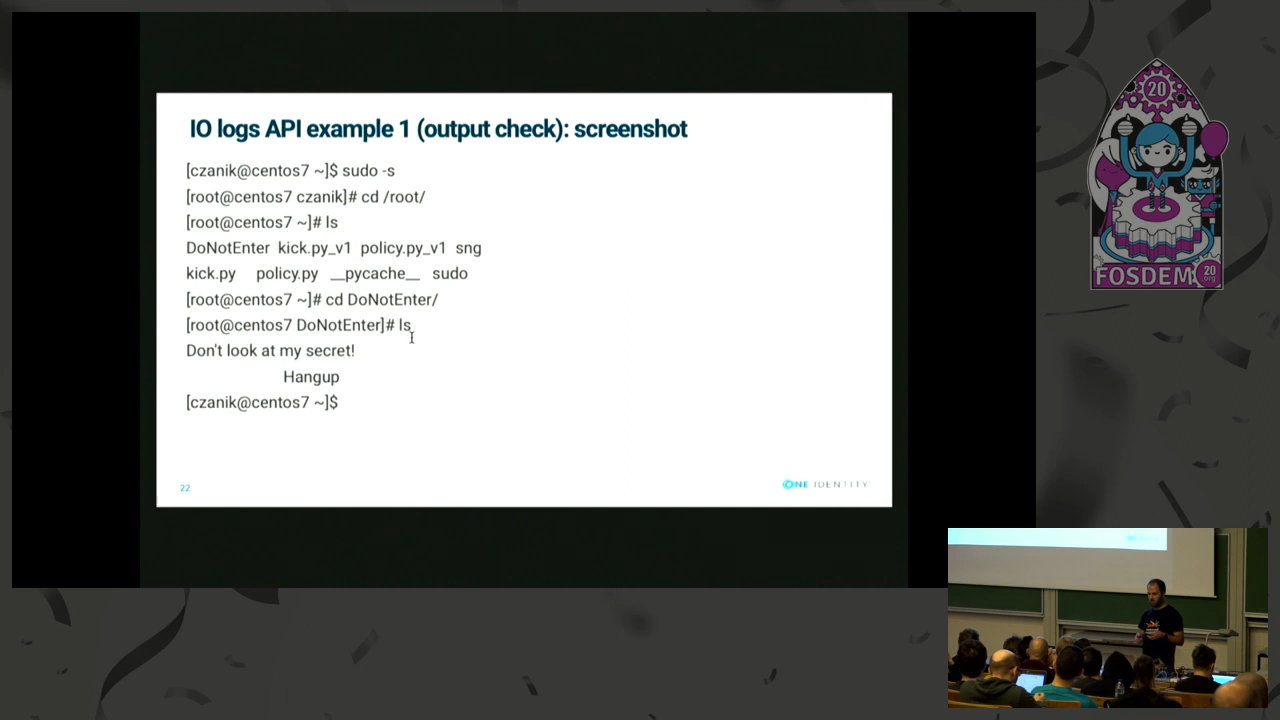 IO logs API example 1 (output check): screenshot
[czanik@centos7 ~]$ sudo -s
[root@centos7 czanik]# cd /root/
[root@centos7 ~]# ls
DoNotEnter kick.py_v1 policy.py_v1 sng
kick.py policy.py __pycache__ sudo
[root@centos7 ~]# cd DoNotEnter/
[root@centos7 DoNotEnter]# ls
Don't look at my secret!
Hangup
[czanik@centos7 ~]$
22
ONE IDENTITY
20
FOSDEM
20
.org